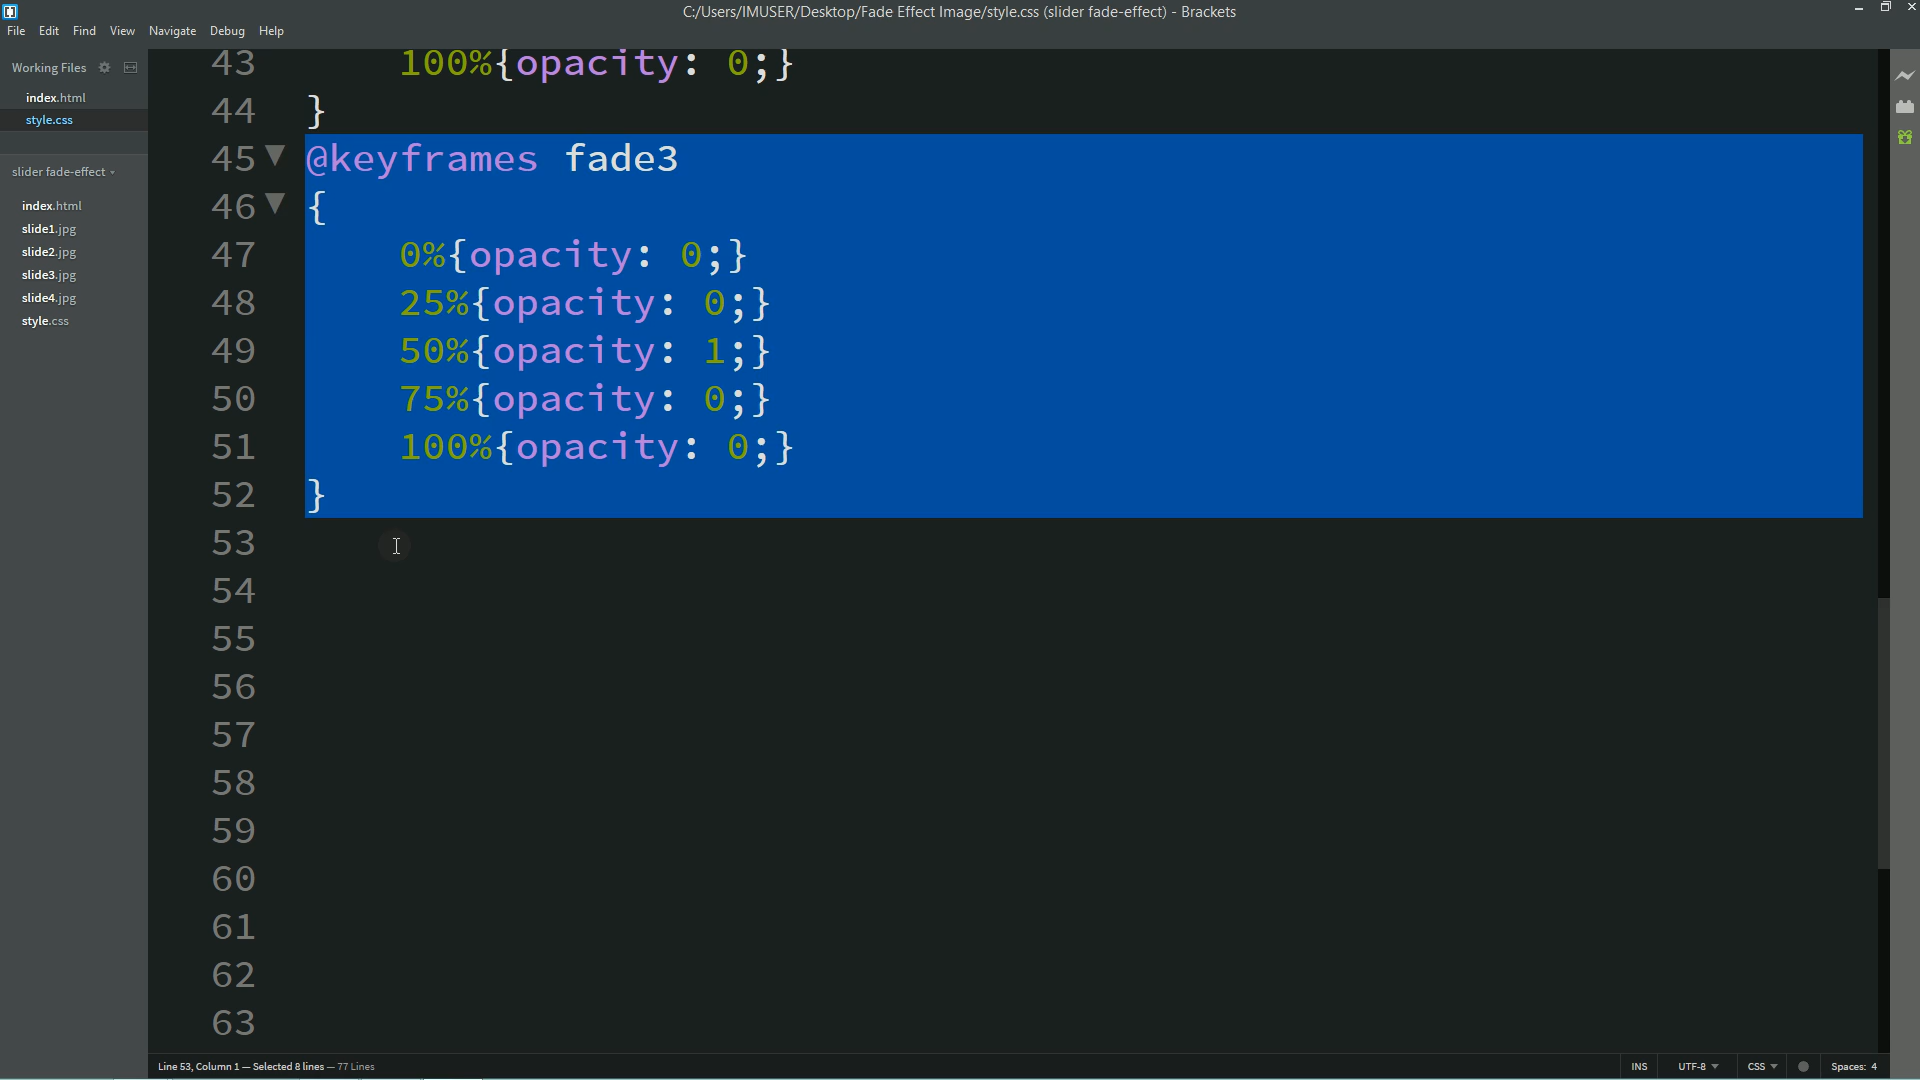 C:/Users/IMUSER/Desktop/Fade Effect Image/style.css (slider fade-effect) - Brackets
File Edit Find View Navigate Debug Help
Working Files
index.html
style.css
slider fade-effect
index.html
slide1.jpg
slide2.jpg
slide3.jpg
slide4.jpg
style.css
43 100%{opacity: 0;}
44 }
45 @keyframes fade3
46 {
47 0%{opacity: 0;}
48 25%{opacity: 0;}
49 50%{opacity: 1;}
50 75%{opacity: 0;}
51 100%{opacity: 0;}
52 }
53
54
55
56
57
58
59
60
61
62
63
Line 53, Column 1 — Selected 8 lines — 77 Lines
INS UTF-8 CSS Spaces: 4